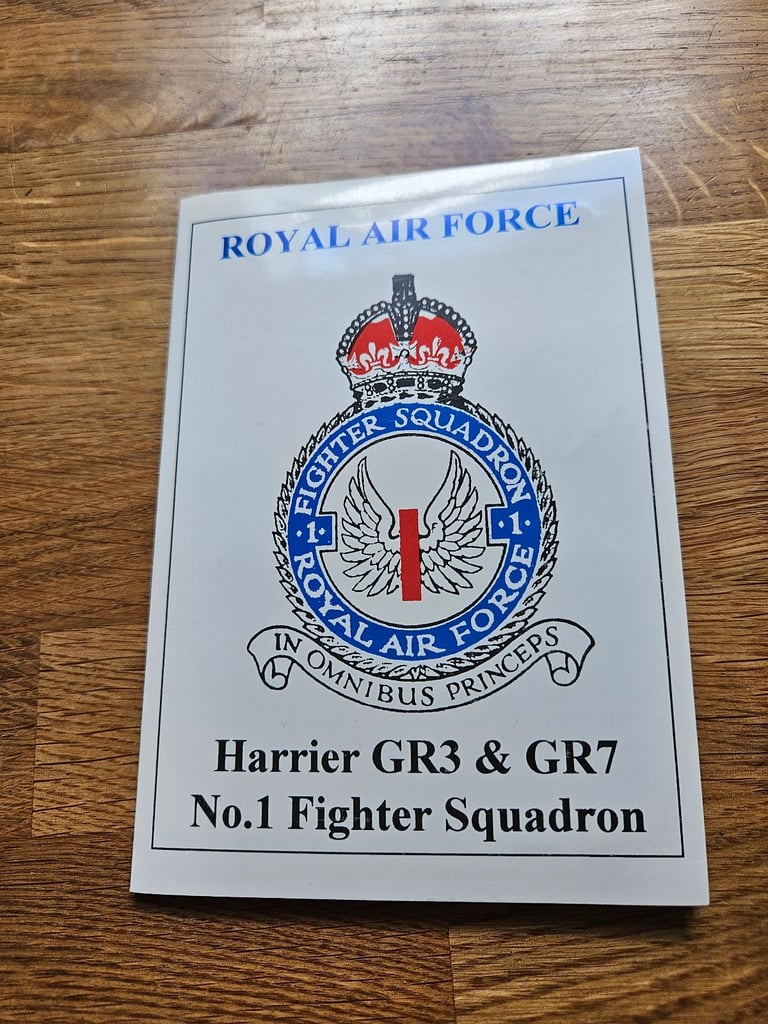 ROYAL AIR FORCE
FIGHTER SQUADRON
·1· ·1·
ROYAL AIR FORCE
IN OMNIBUS PRINCEPS
Harrier GR3 & GR7
No.1 Fighter Squadron